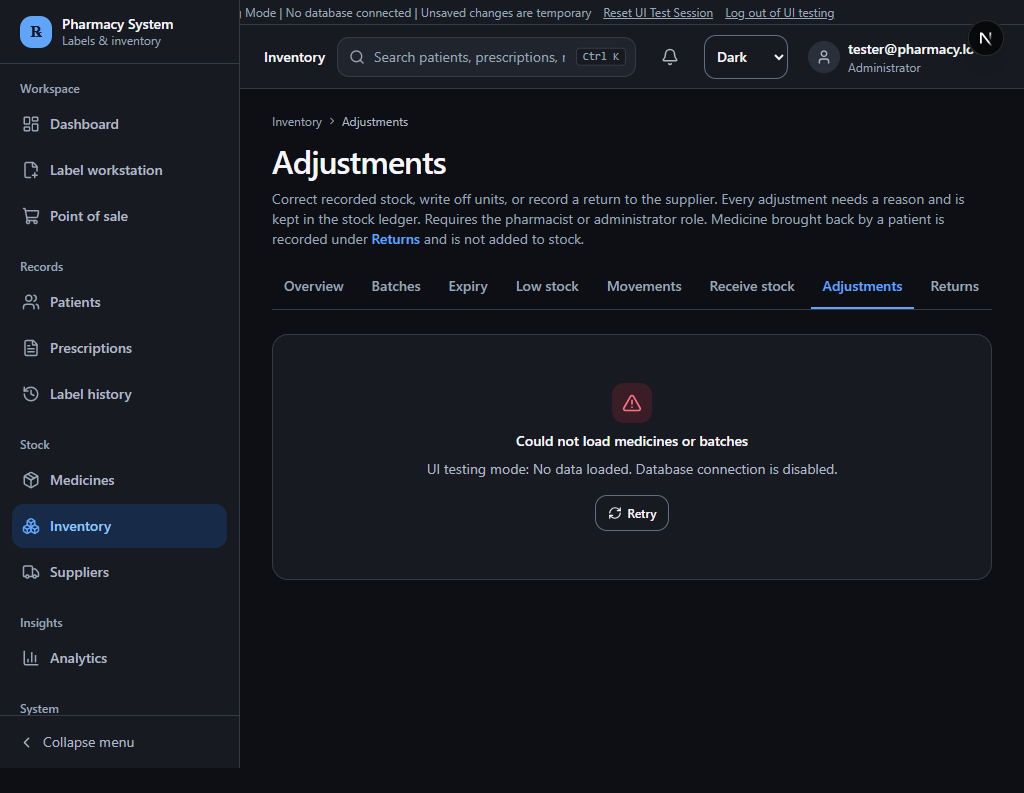 ℞
Pharmacy System
Labels & inventory
Workspace
Dashboard
Label workstation
Point of sale
Records
Patients
Prescriptions
Label history
Stock
Medicines
Inventory
Suppliers
Insights
Analytics
System
Collapse menu
Mode | No database connected | Unsaved changes are temporary Reset UI Test Session Log out of UI testing
Inventory
Search patients, prescriptions,
Ctrl K
Dark
tester@pharmacy.lo
Administrator
N
Inventory > Adjustments
Adjustments
Correct recorded stock, write off units, or record a return to the supplier. Every adjustment needs a reason and is
kept in the stock ledger. Requires the pharmacist or administrator role. Medicine brought back by a patient is
recorded under Returns and is not added to stock.
Overview Batches Expiry Low stock Movements Receive stock Adjustments Returns
Could not load medicines or batches
UI testing mode: No data loaded. Database connection is disabled.
Retry